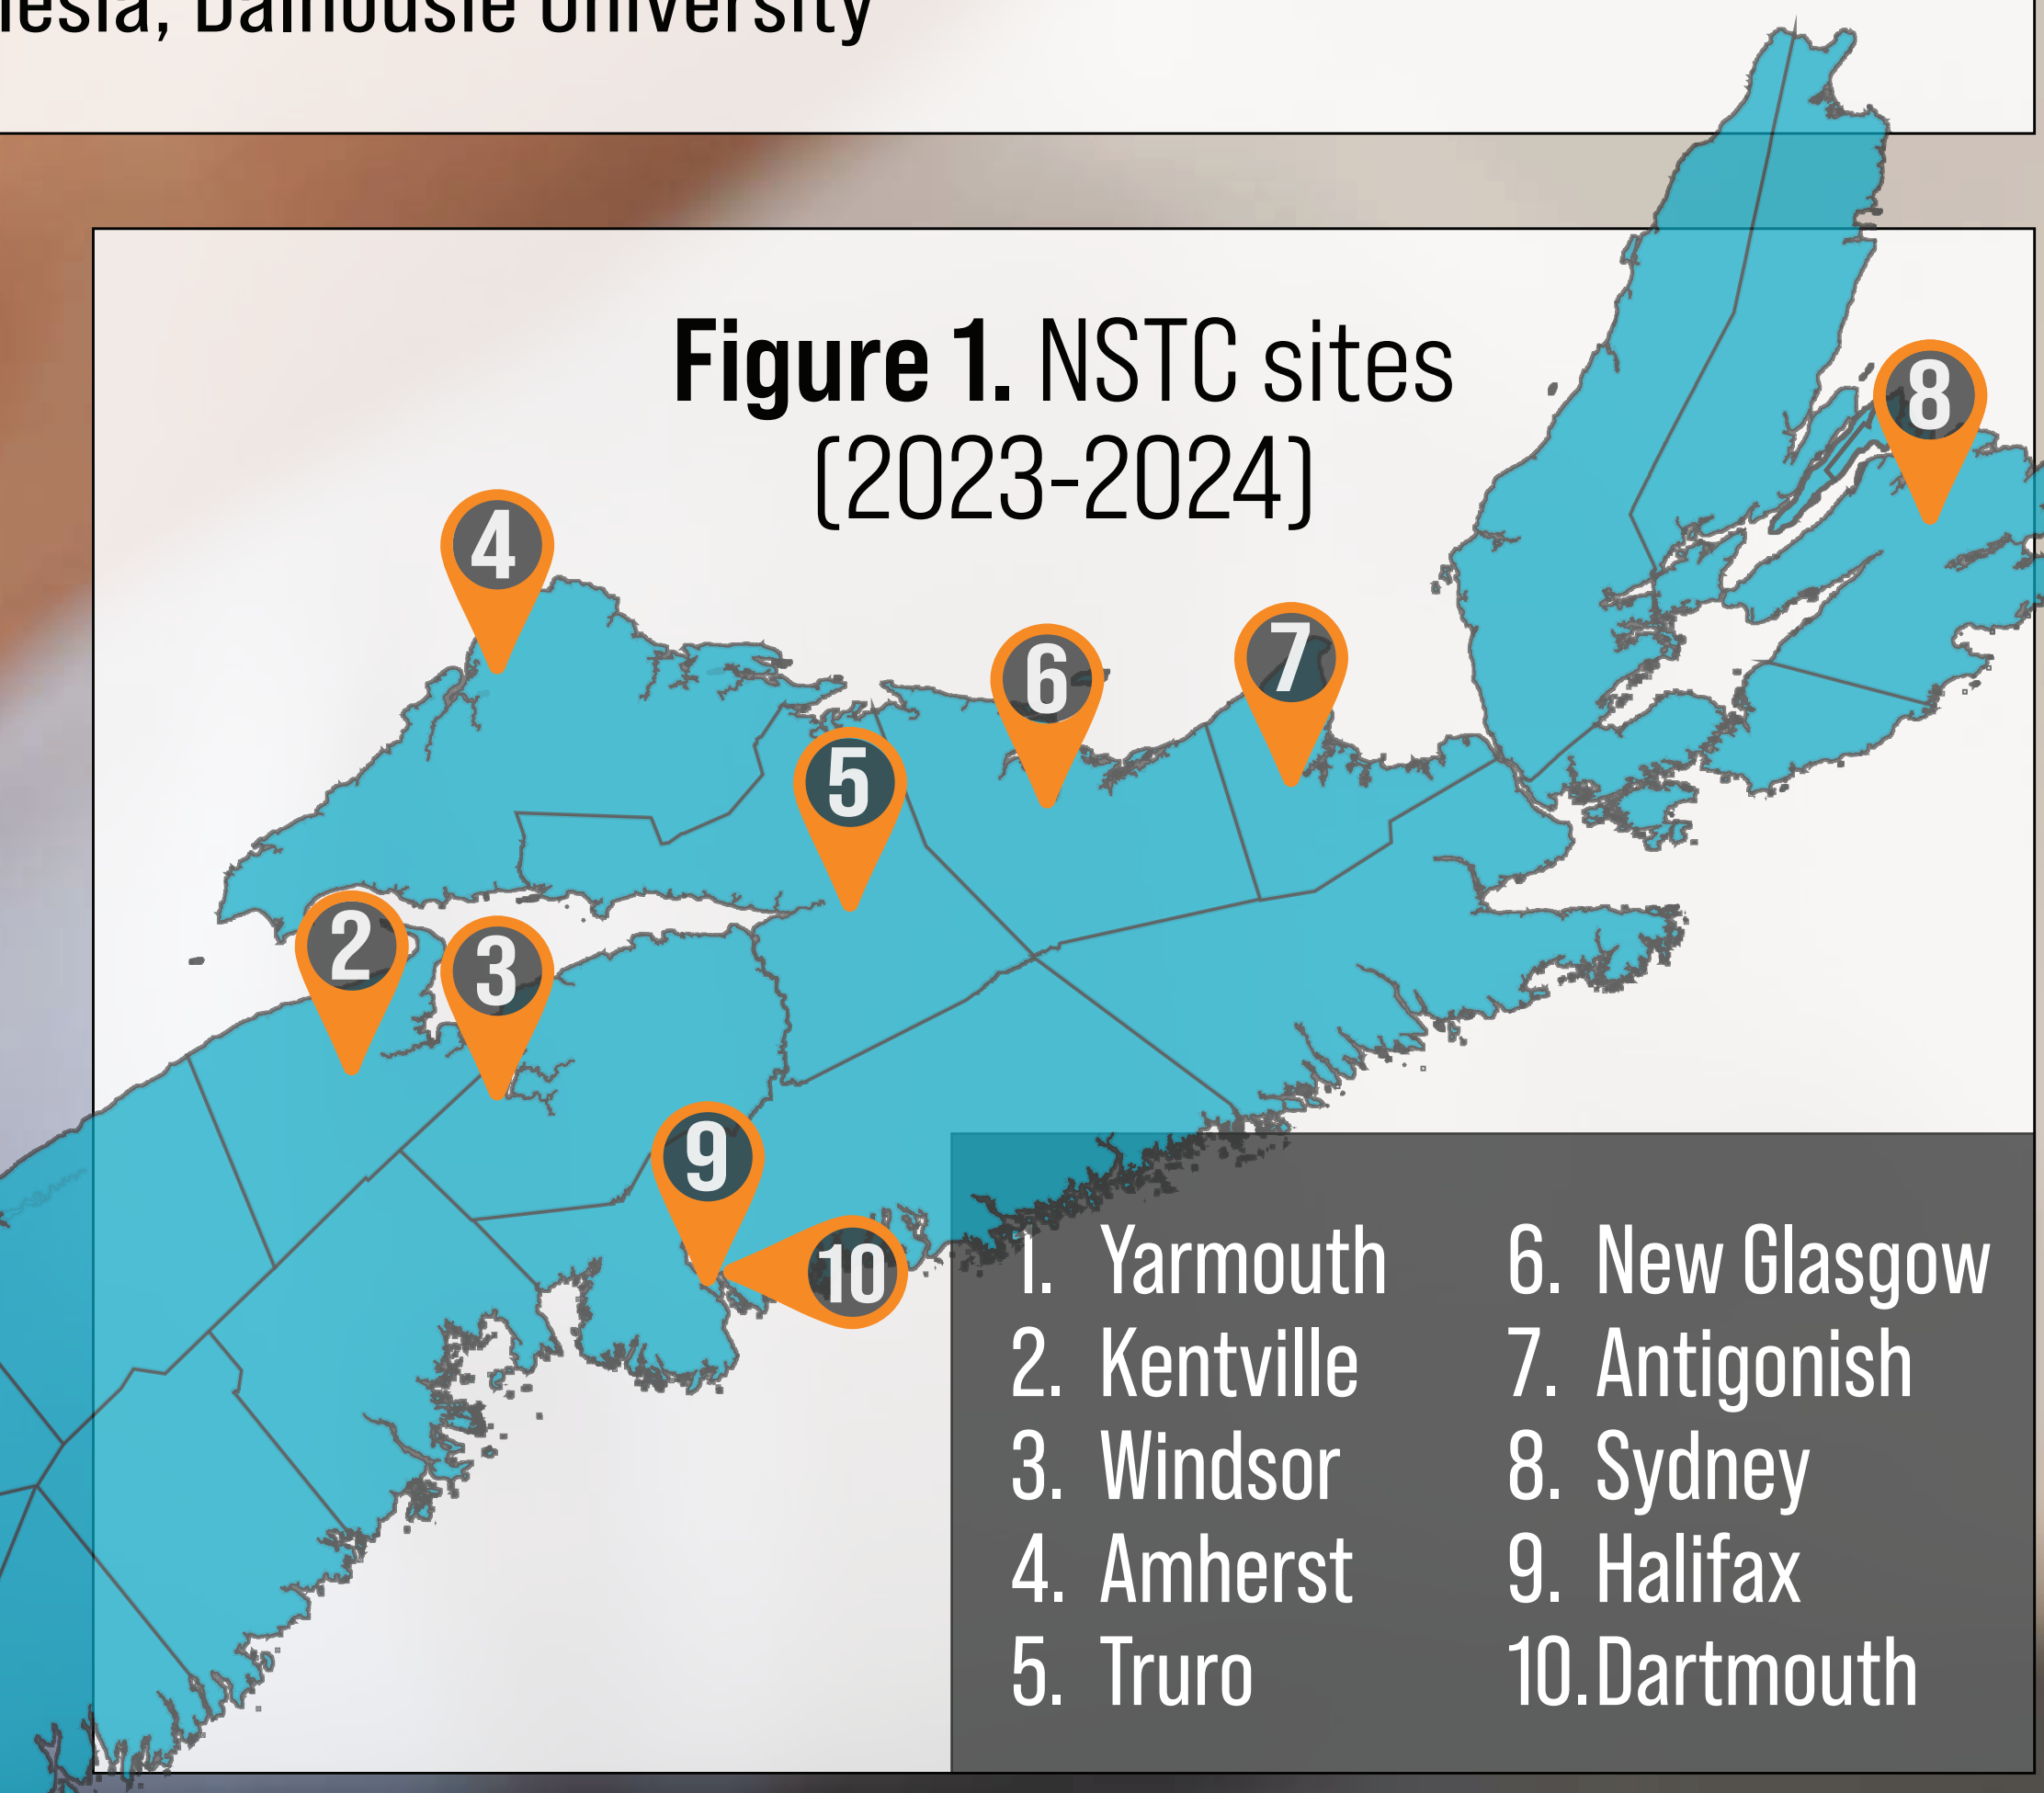 University
Figure 1. NSTC sites
(2023-2024)
4
8
6
7
5
2
3
9
10
1. Yarmouth
2. Kentville
3. Windsor
4. Amherst
5. Truro
6. New Glasgow
7. Antigonish
8. Sydney
9. Halifax
10. Dartmouth